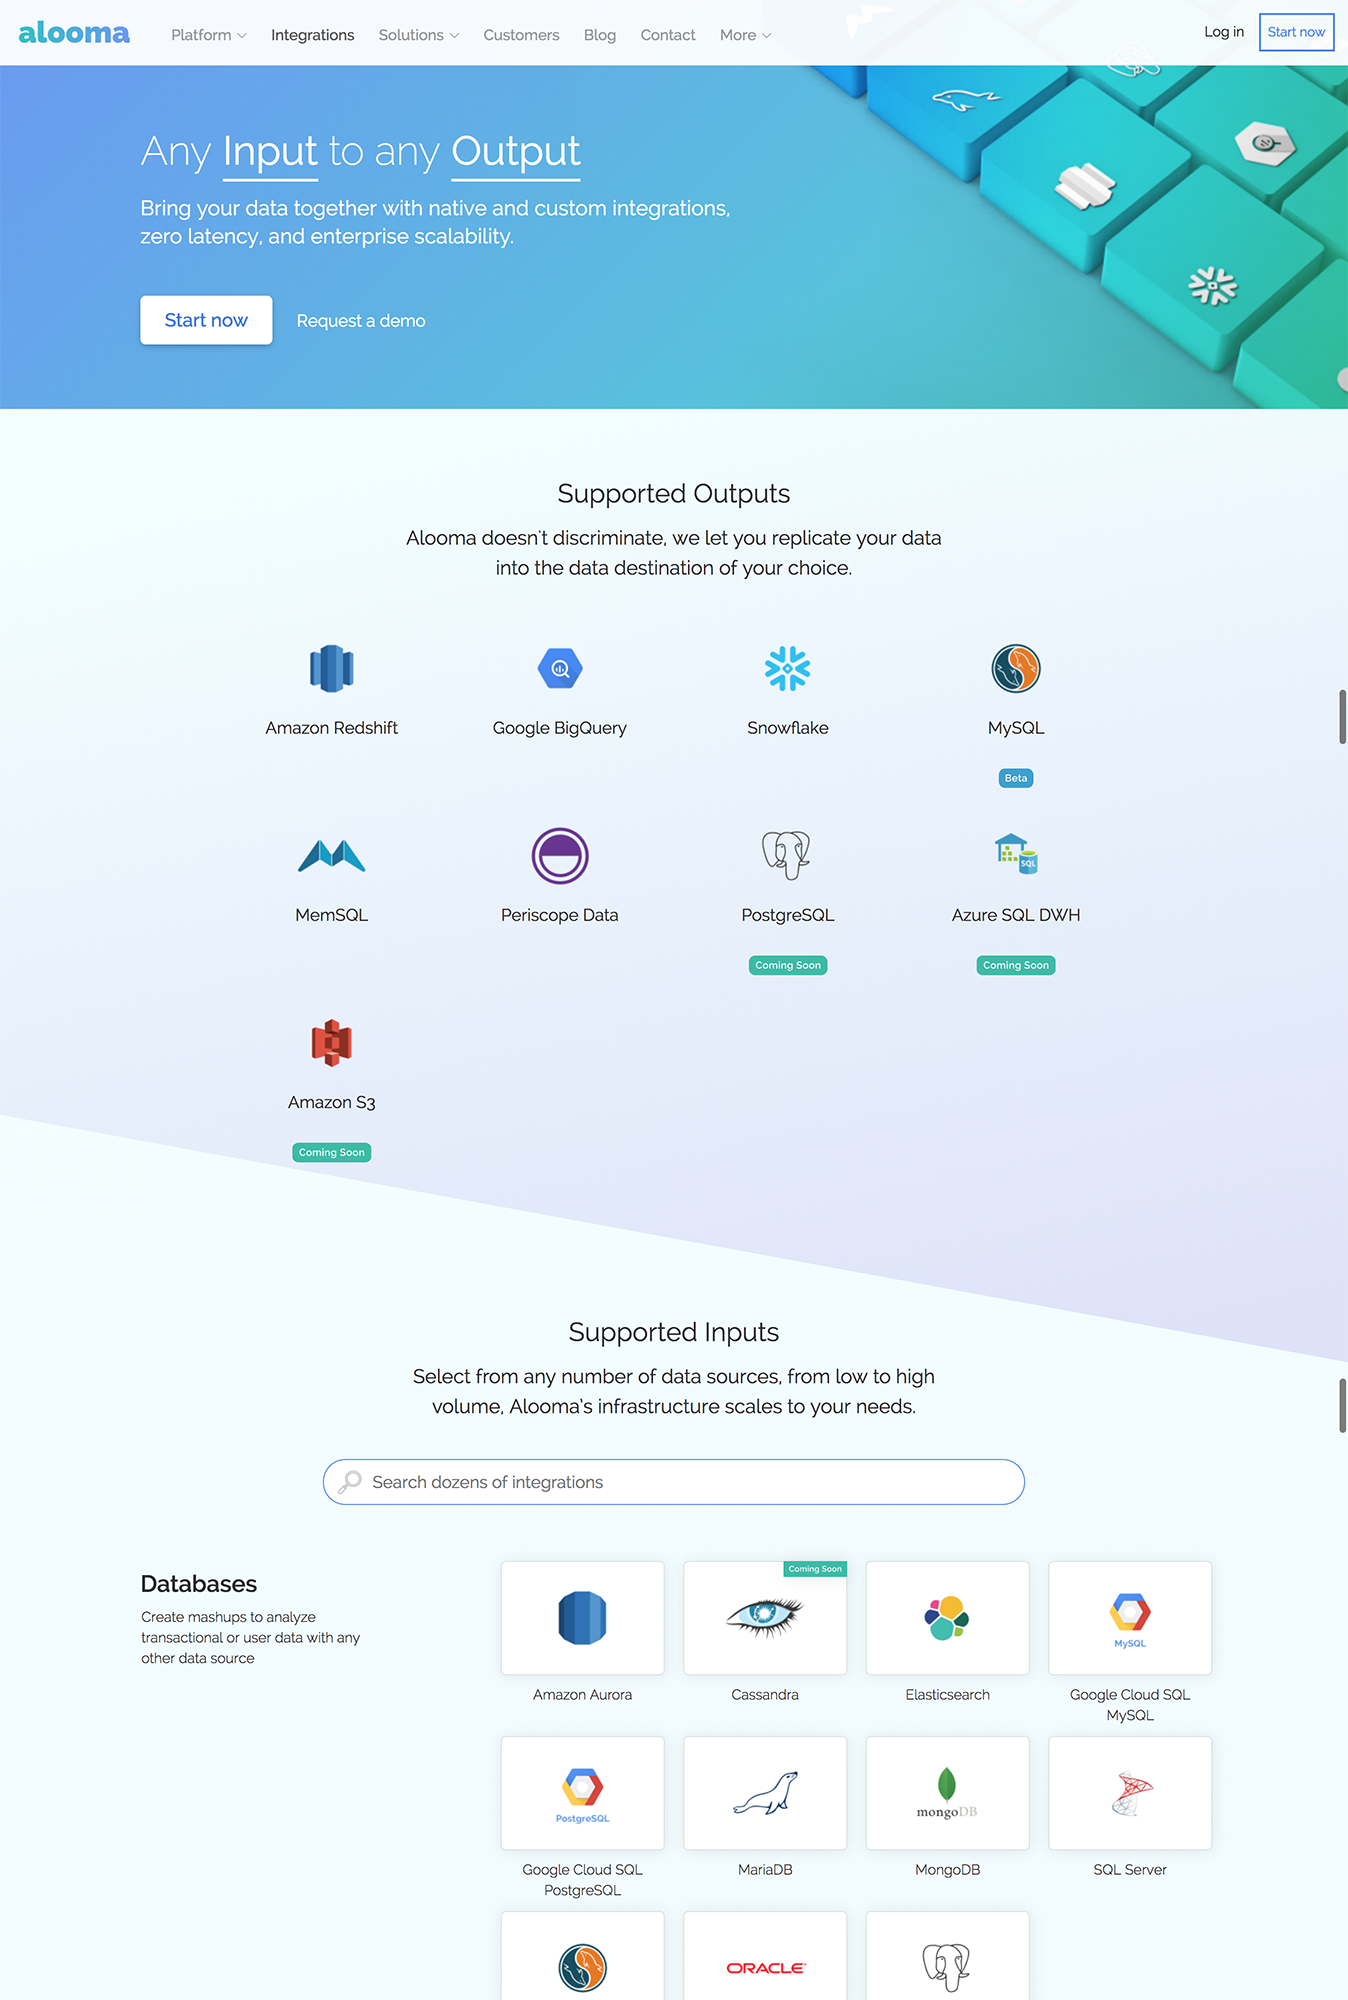 alooma
Platform
Integrations
Solutions
Customers
Blog
Contact
More
Log in
Start now
Any Input to any Output
Bring your data together with native and custom integrations,
zero latency, and enterprise scalability.
Start now
Request a demo
Supported Outputs
Alooma doesn't discriminate, we let you replicate your data
into the data destination of your choice.
Amazon Redshift
Google BigQuery
Snowflake
MySQL
Beta
SQL
MemSQL
Periscope Data
PostgreSQL
Azure SQL DWH
Coming Soon
Coming Soon
Amazon S3
Coming Soon
Supported Inputs
Select from any number of data sources, from low to high
volume, Alooma's infrastructure scales to your needs.
Search dozens of integrations
Databases
Create mashups to analyze
transactional or user data with any
other data source
Coming Soon
MySQL
Amazon Aurora
Cassandra
Elasticsearch
Google Cloud SQL
MySQL
PostgreSQL
mongoDB
Google Cloud SQL
PostgreSQL
MariaDB
MongoDB
SQL Server
ORACLE